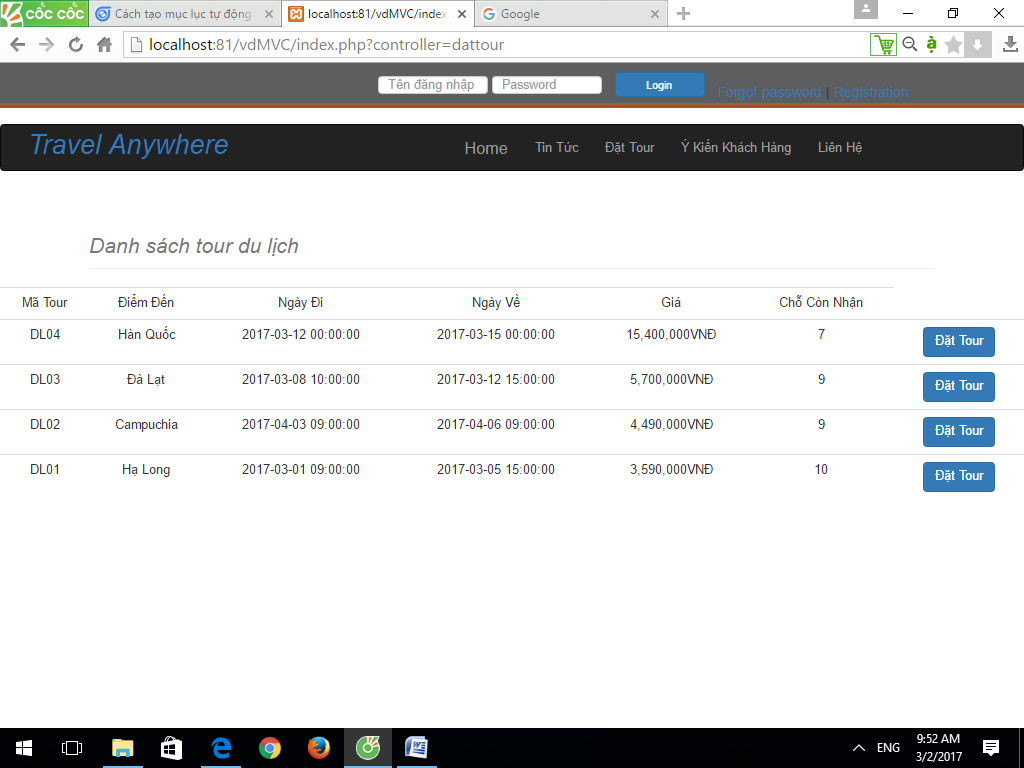 CỐC CỐC Cách tạo mục lục tự động localhost:81/vdMVC/index. Google
localhost:81/vdMVC/index.php?controller=dattour
Tên đăng nhập Password Login Forgot password | Registration
Travel Anywhere Home Tin Tức Đặt Tour Ý Kiến Khách Hàng Liên Hệ
Danh sách tour du lịch
Mã Tour Điểm Đến Ngày Đi Ngày Về Giá Chỗ Còn Nhận
DL04 Hàn Quốc 2017-03-12 00:00:00 2017-03-15 00:00:00 15,400,000VNĐ 7 Đặt Tour
DL03 Đà Lạt 2017-03-08 10:00:00 2017-03-12 15:00:00 5,700,000VNĐ 9 Đặt Tour
DL02 Campuchia 2017-04-03 09:00:00 2017-04-06 09:00:00 4,490,000VNĐ 9 Đặt Tour
DL01 Hạ Long 2017-03-01 09:00:00 2017-03-05 15:00:00 3,590,000VNĐ 10 Đặt Tour
ENG 9:52 AM
3/2/2017